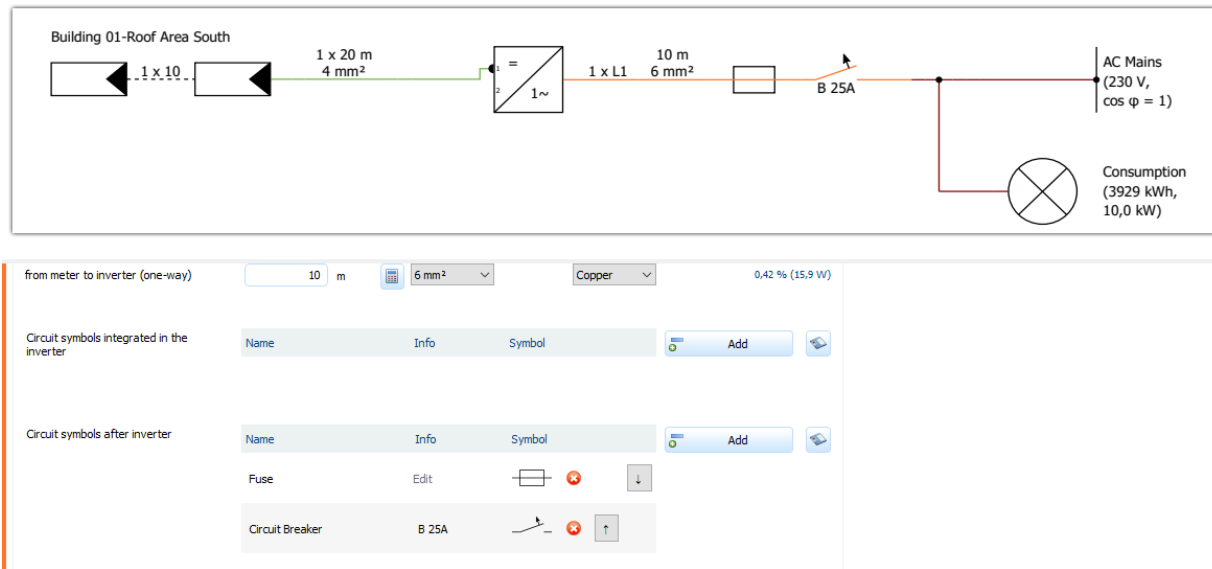 Building 01-Roof Area South
1 x 10
1 x 20 m
4 mm²
1
2
=
1~
1 x L1
10 m
6 mm²
B 25A
AC Mains
(230 V,
cos φ = 1)
Consumption
(3929 kWh,
10,0 kW)
from meter to inverter (one-way)
10 m
6 mm²
Copper
0,42 % (15,9 W)
Circuit symbols integrated in the
inverter
Name Info Symbol
Add
Circuit symbols after inverter
Name Info Symbol
Add
Fuse Edit ↓
Circuit Breaker B 25A ↑